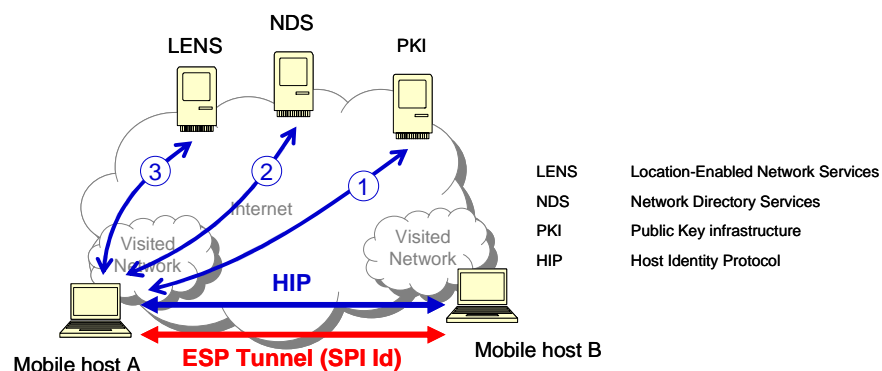 NDS
LENS
PKI
3
2
1
Internet
Visited
Network
Visited
Network
HIP
ESP Tunnel (SPI Id)
Mobile host A
Mobile host B
LENS Location-Enabled Network Services
NDS Network Directory Services
PKI Public Key infrastructure
HIP Host Identity Protocol